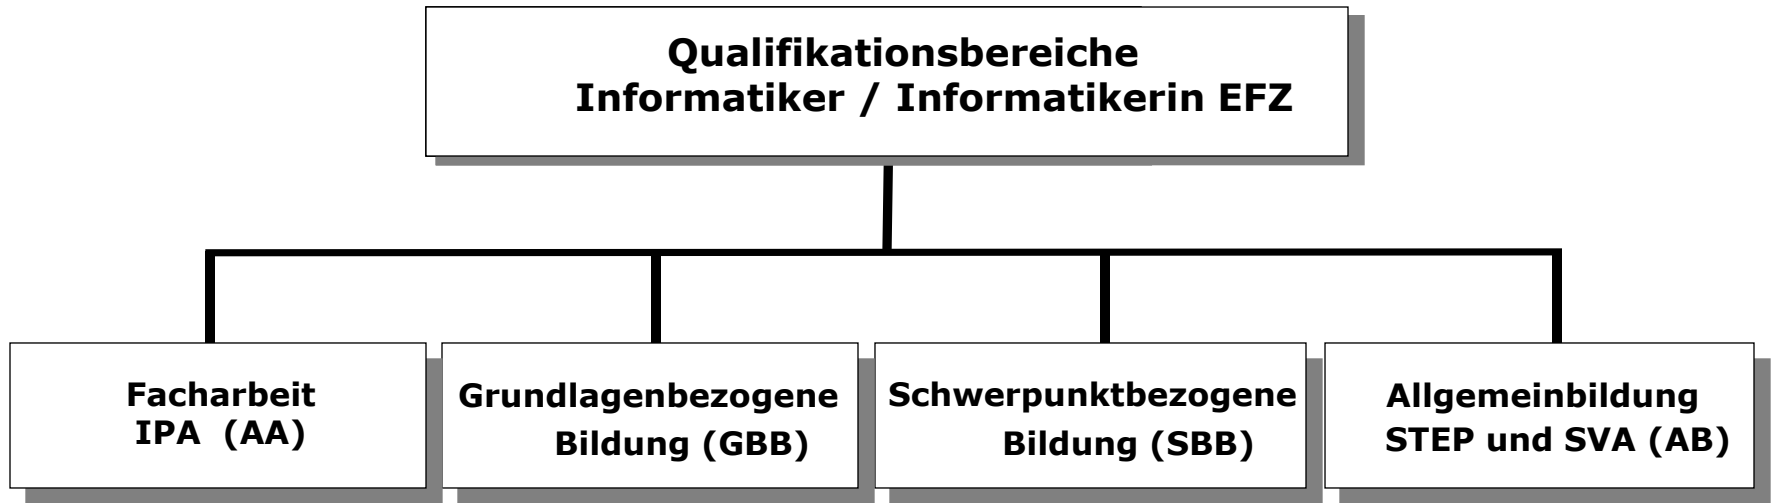 Qualifikationsbereiche
Informatiker / Informatikerin EFZ
Facharbeit
IPA (AA)
Grundlagenbezogene
Bildung (GBB)
Schwerpunktbezogene
Bildung (SBB)
Allgemeinbildung
STEP und SVA (AB)